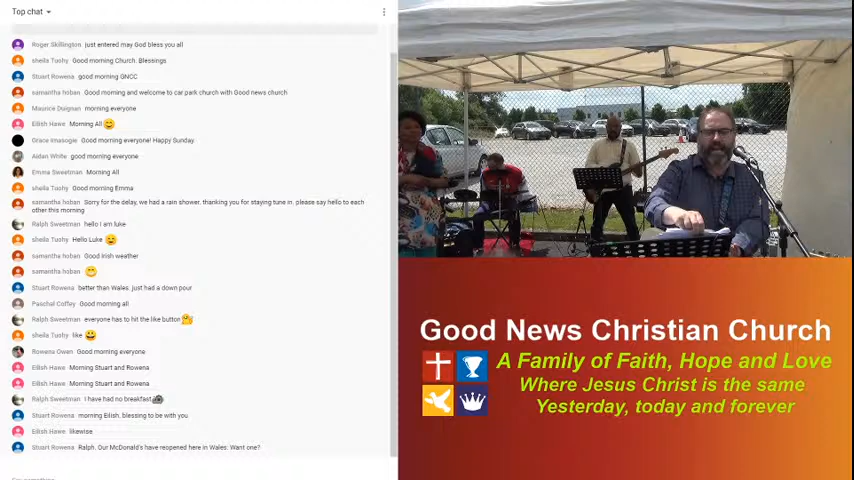 Top chat
Roger Skillington just entered may God bless you all
sheila Tuohy Good morning Church. Blessings
Stuart Rowena good morning GNCC
samantha hoban Good morning and welcome to car park church with Good news church
Maurice Duignan morning everyone
Eilish Hawe Morning All😊
Grace Imasogie Good morning everyone! Happy Sunday.
Aidan White good morning everyone
Emma Sweetman Morning All
sheila Tuohy Good morning Emma
samantha hoban Sorry for the delay, we had a rain shower. thanking you for staying tune in. please say hello to each
other this morning
Ralph Sweetman hello I am luke
sheila Tuohy Hello Luke 😊
samantha hoban Good Irish weather
samantha hoban 😁
Stuart Rowena better than Wales. just had a down pour
Paschal Coffey Good morning all
Ralph Sweetman everyone has to hit the like button🤗
sheila Tuohy like 😀
Rowena Owen Good morning everyone
Eilish Hawe Morning Stuart and Rowena
Eilish Hawe Morning Stuart and Rowena
Ralph Sweetman I have had no breakfast
Stuart Rowena morning Eilish, blessing to be with you
Eilish Hawe likewise
Stuart Rowena Ralph. Our McDonald's have reopened here in Wales. Want one?
Good News Christian Church
A Family of Faith, Hope and Love
Where Jesus Christ is the same
Yesterday, today and forever